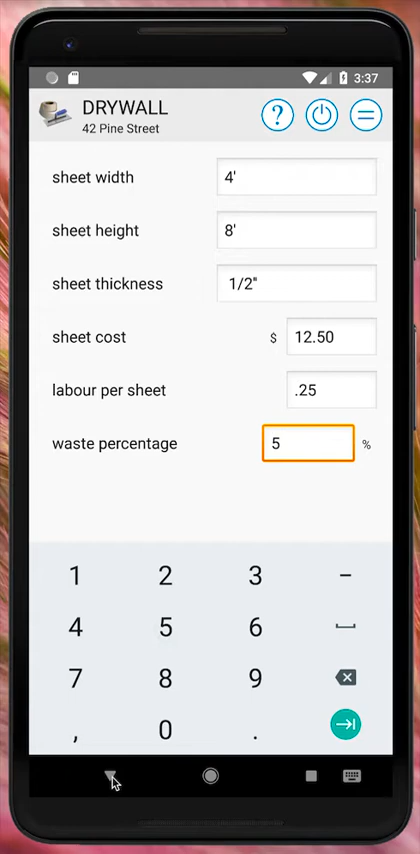 3:37
DRYWALL
42 Pine Street
?
=
sheet width 4'
sheet height 8'
sheet thickness 1/2"
sheet cost $ 12.50
labour per sheet .25
waste percentage 5 %
1 2 3 -
4 5 6
7 8 9
, 0 .